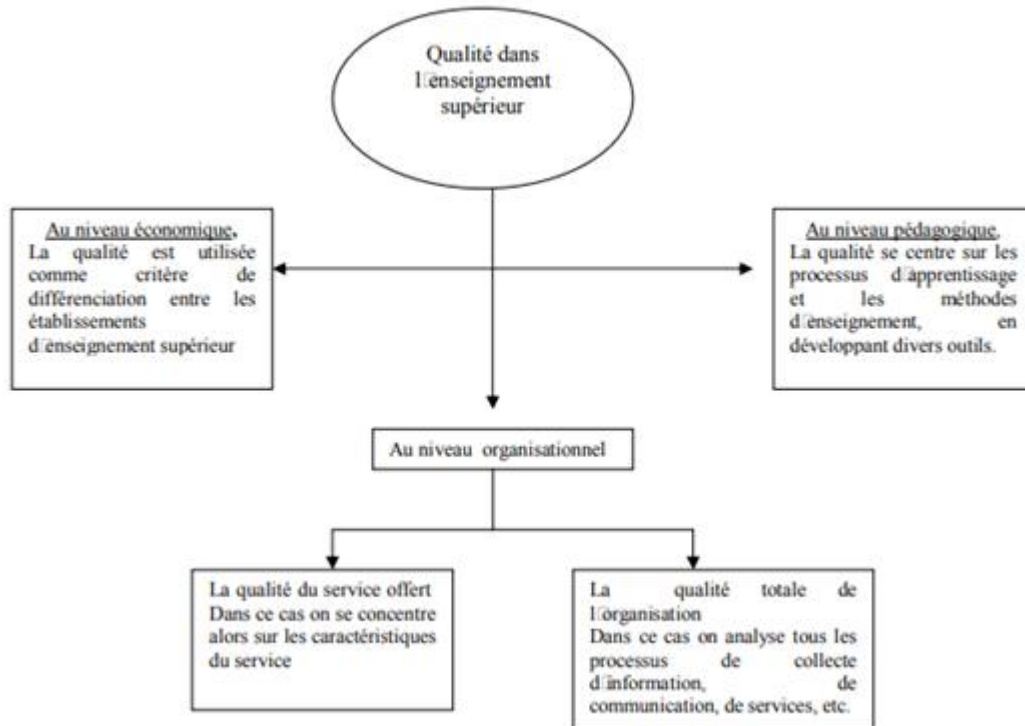 Qualité dans
l'enseignement
supérieur
Au niveau économique,
La qualité est utilisée
comme critère de
différenciation entre les
établissements
d'enseignement supérieur
Au niveau pédagogique,
La qualité se centre sur les
processus d'apprentissage
et les méthodes
d'enseignement, en
développant divers outils.
Au niveau organisationnel
La qualité du service offert
Dans ce cas on se concentre
alors sur les caractéristiques
du service
La qualité totale de
l'organisation
Dans ce cas on analyse tous les
processus de collecte
d'information, de
communication, de services, etc.